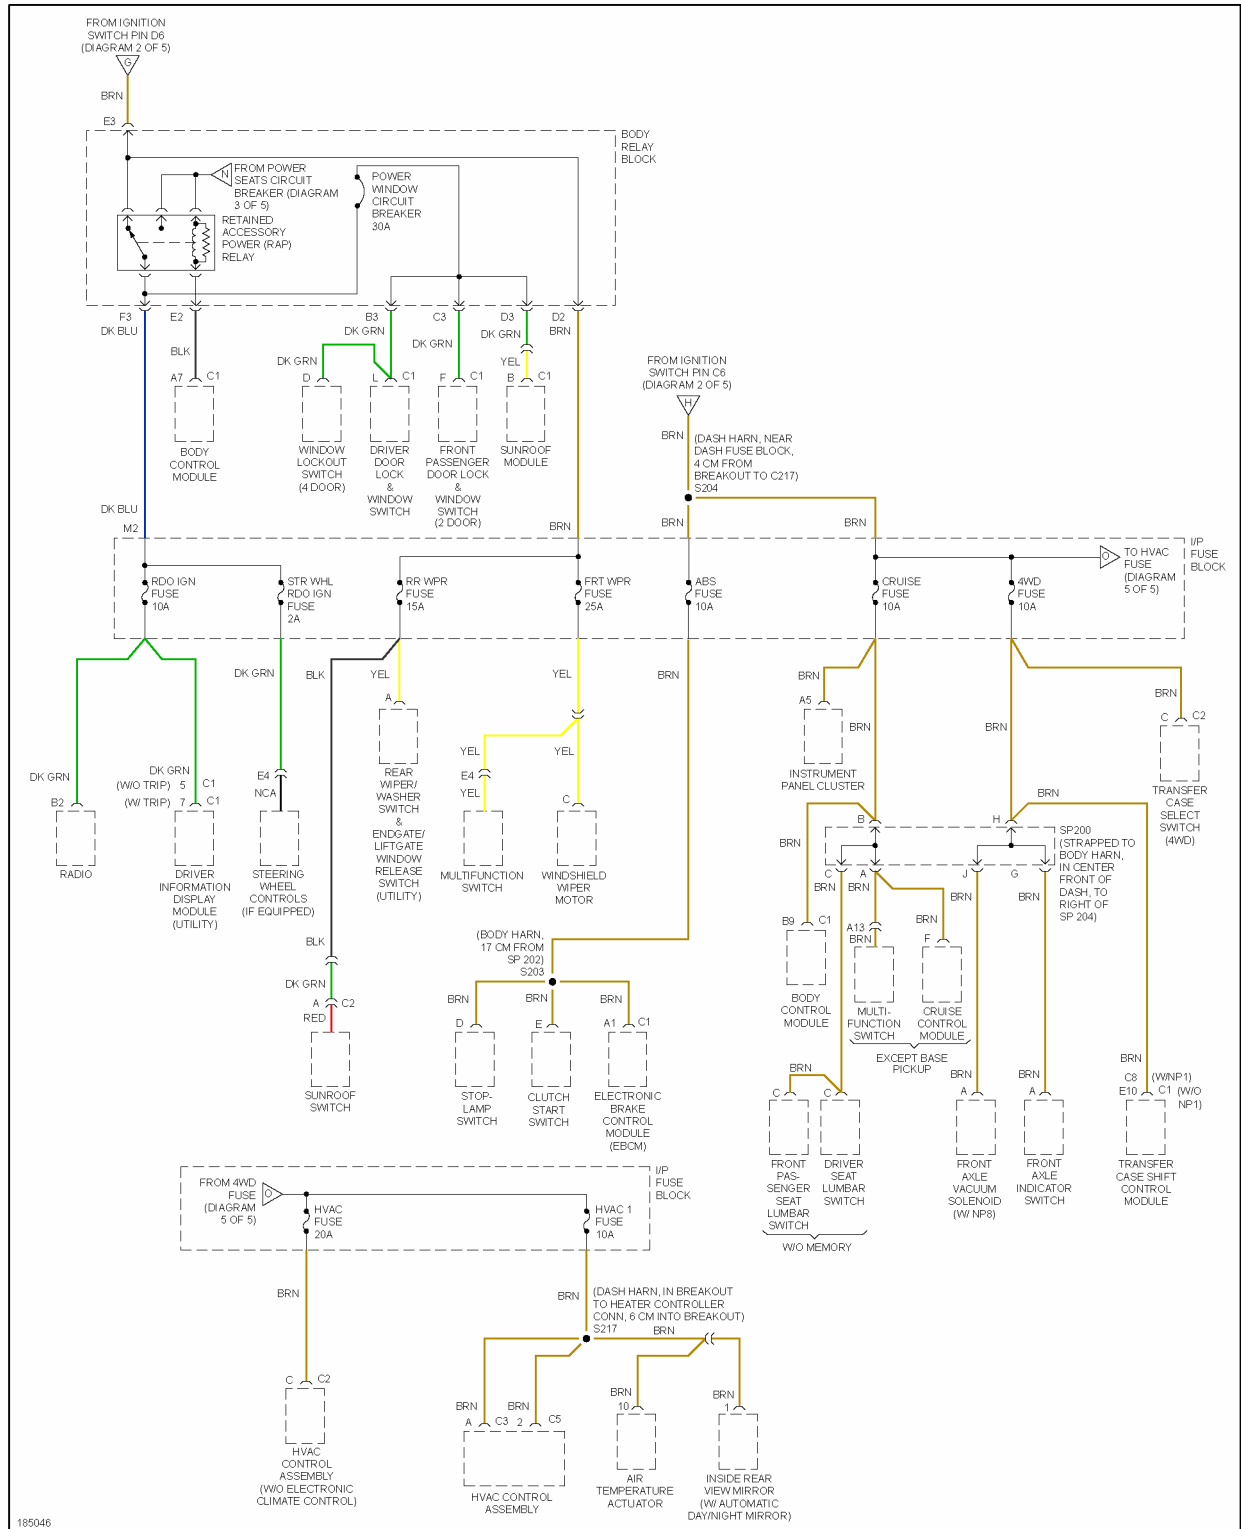 FROM IGNITION
SWITCH PIN D6
(DIAGRAM 2 OF 5)
G
BRN
E3
BODY
RELAY
BLOCK
N
FROM POWER
SEATS CIRCUIT
BREAKER (DIAGRAM
3 OF 5)
POWER
WINDOW
CIRCUIT
BREAKER
30A
RETAINED
ACCESSORY
POWER (RAP)
RELAY
F3
E2
B3
C3
D3
D2
DK BLU
DK GRN
DK GRN
DK GRN
BRN
BLK
DK GRN
YEL
A7
C1
D
L
C1
F
C1
B
C1
BODY
CONTROL
MODULE
WINDOW
LOCKOUT
SWITCH
(4 DOOR)
DRIVER
DOOR
LOCK
&
WINDOW
SWITCH
FRONT
PASSENGER
DOOR LOCK
&
WINDOW
SWITCH
(2 DOOR)
SUNROOF
MODULE
FROM IGNITION
SWITCH PIN C6
(DIAGRAM 2 OF 5)
H
BRN
(DASH HARN, NEAR
DASH FUSE BLOCK,
4 CM FROM
BREAKOUT TO C217)
S204
DK BLU
M2
BRN
BRN
BRN
I/P
FUSE
BLOCK
RDO IGN
FUSE
10A
STR WHL
RDO IGN
FUSE
2A
RR WPR
FUSE
15A
FRT WPR
FUSE
25A
ABS
FUSE
10A
CRUISE
FUSE
10A
4WD
FUSE
10A
O
TO HVAC
FUSE
(DIAGRAM
5 OF 5)
DK GRN
BLK
YEL
YEL
BRN
BRN
BRN
A
A5
BRN
BRN
C
C2
INSTRUMENT
PANEL CLUSTER
TRANSFER
CASE
SELECT
SWITCH
(4WD)
DK GRN
DK GRN
(W/O TRIP) 5 C1
(W/ TRIP) 7 C1
B2
E4
NCA
YEL
YEL
E4
YEL
C
RADIO
DRIVER
INFORMATION
DISPLAY
MODULE
(UTILITY)
STEERING
WHEEL
CONTROLS
(IF EQUIPPED)
REAR
WIPER/
WASHER
SWITCH
&
ENDGATE/
LIFTGATE
WINDOW
RELEASE
SWITCH
(UTILITY)
MULTIFUNCTION
SWITCH
WINDSHIELD
WIPER
MOTOR
BRN
BRN
B
H
SP200
(STRAPPED TO
BODY HARN,
IN CENTER
FRONT OF
DASH, TO
RIGHT OF
SP 204)
C
A
J
G
BRN
BRN
BRN
B9
C1
A13
BRN
F
BODY
CONTROL
MODULE
MULTI-
FUNCTION
SWITCH
CRUISE
CONTROL
MODULE
EXCEPT BASE
PICKUP
BLK
DK GRN
A
C2
RED
SUNROOF
SWITCH
(BODY HARN,
17 CM FROM
SP 202)
S203
BRN
BRN
BRN
D
E
A1
C1
STOP-
LAMP
SWITCH
CLUTCH
START
SWITCH
ELECTRONIC
BRAKE
CONTROL
MODULE
(EBCM)
BRN
BRN
BRN
BRN
C
C
A
A
C8 (W/NP1)
E10 C1 (W/O
NP1)
FRONT
PAS-
SENGER
SEAT
LUMBAR
SWITCH
DRIVER
SEAT
LUMBAR
SWITCH
W/O MEMORY
FRONT
AXLE
VACUUM
SOLENOID
(W/ NP8)
FRONT
AXLE
INDICATOR
SWITCH
TRANSFER
CASE SHIFT
CONTROL
MODULE
FROM 4WD
FUSE
(DIAGRAM
5 OF 5)
O
HVAC
FUSE
20A
HVAC 1
FUSE
10A
I/P
FUSE
BLOCK
BRN
BRN
(DASH HARN, IN BREAKOUT
TO HEATER CONTROLLER
CONN, 6 CM INTO BREAKOUT)
S217
BRN
C
C2
BRN
BRN
BRN
BRN
A
C3
2
C5
10
1
HVAC
CONTROL
ASSEMBLY
(W/O ELECTRONIC
CLIMATE CONTROL)
HVAC CONTROL
ASSEMBLY
AIR
TEMPERATURE
ACTUATOR
INSIDE REAR
VIEW MIRROR
(W/ AUTOMATIC
DAY/NIGHT MIRROR)
185046